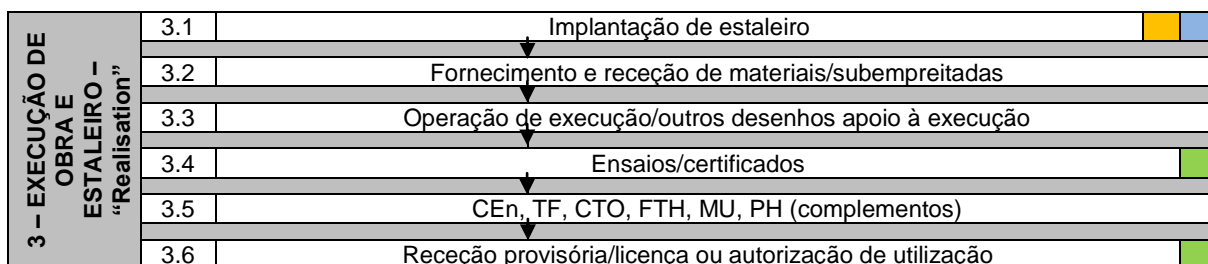 3 – EXECUÇÃO DE
OBRA E
ESTALEIRO –
“Realisation”
3.1 Implantação de estaleiro
3.2 Fornecimento e receção de materiais/subempreitadas
3.3 Operação de execução/outros desenhos apoio à execução
3.4 Ensaios/certificados
3.5 CEn, TF, CTO, FTH, MU, PH (complementos)
3.6 Receção provisória/licença ou autorização de utilização